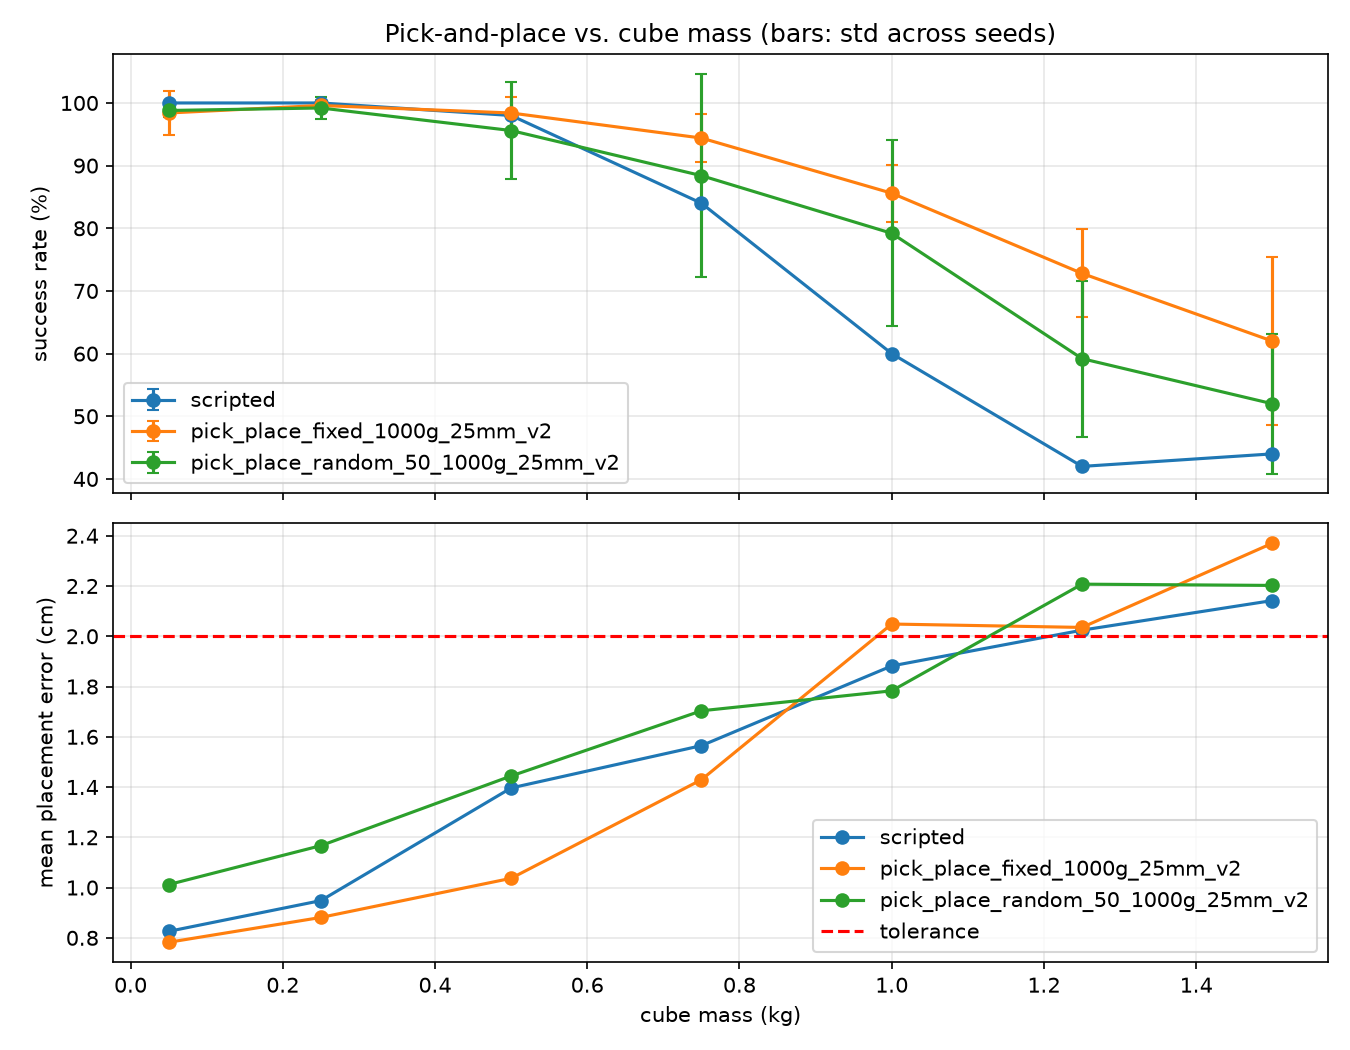 Pick-and-place vs. cube mass (bars: std across seeds)
success rate (%)
100
90
80
70
60
50
40
scripted
pick_place_fixed_1000g_25mm_v2
pick_place_random_50_1000g_25mm_v2
mean placement error (cm)
2.4
2.2
2.0
1.8
1.6
1.4
1.2
1.0
0.8
scripted
pick_place_fixed_1000g_25mm_v2
pick_place_random_50_1000g_25mm_v2
tolerance
0.0 0.2 0.4 0.6 0.8 1.0 1.2 1.4
cube mass (kg)